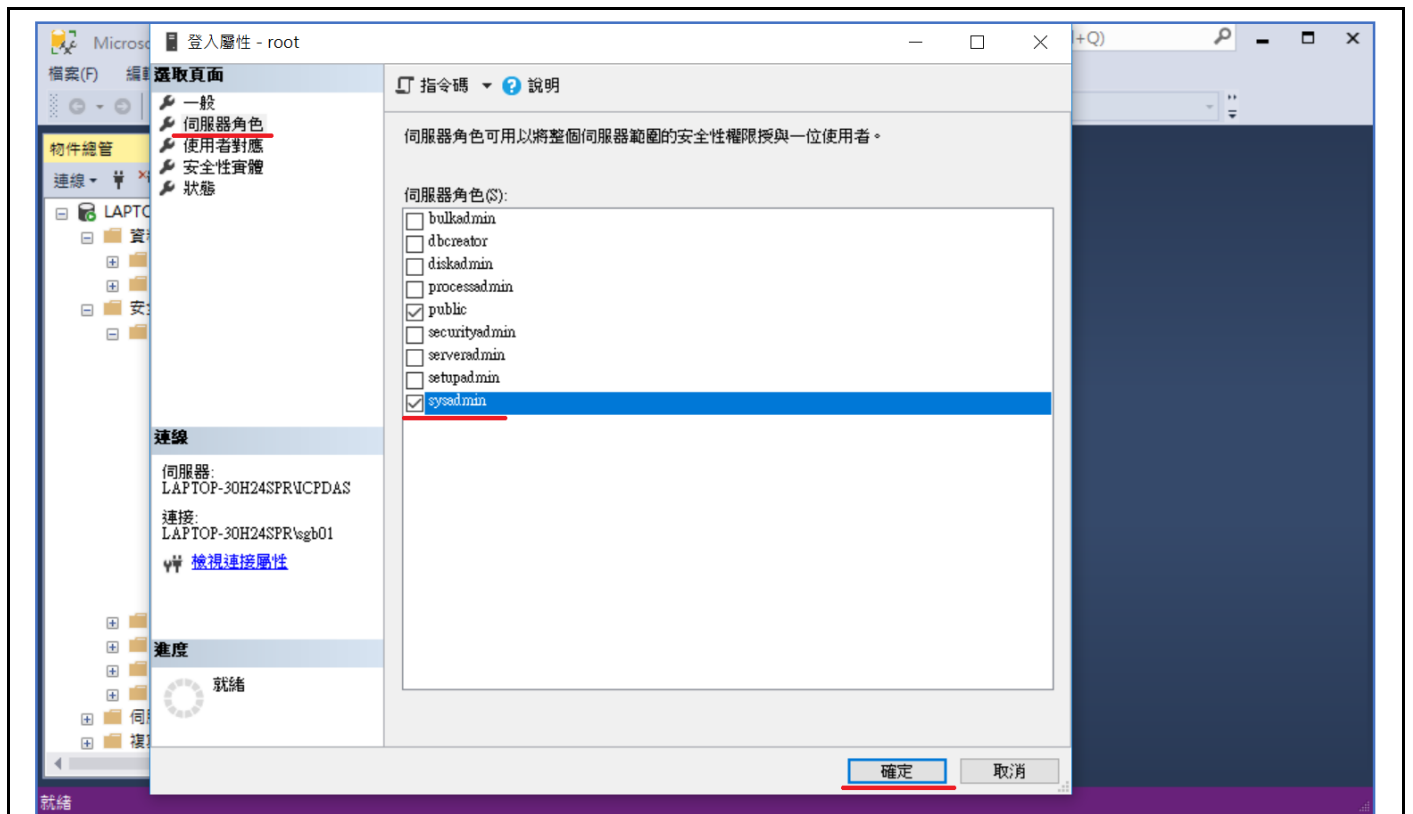 Microsc
登入屬性 - root
l+Q)
檔案(F)
選取頁面
一般
伺服器角色
使用者對應
安全性實體
狀態
指令碼
說明
伺服器角色可用以將整個伺服器範圍的安全性權限授與一位使用者。
伺服器角色(S):
bulkadmin
dbcreator
diskadmin
processadmin
public
securityadmin
serveradmin
setupadmin
sysadmin
物件總管
連線
LAPTO
連線
伺服器:
LAPTOP-30H24SPR\ICPDAS
連接:
LAPTOP-30H24SPR\sgb01
檢視連接屬性
進度
就緒
確定
取消
就緒